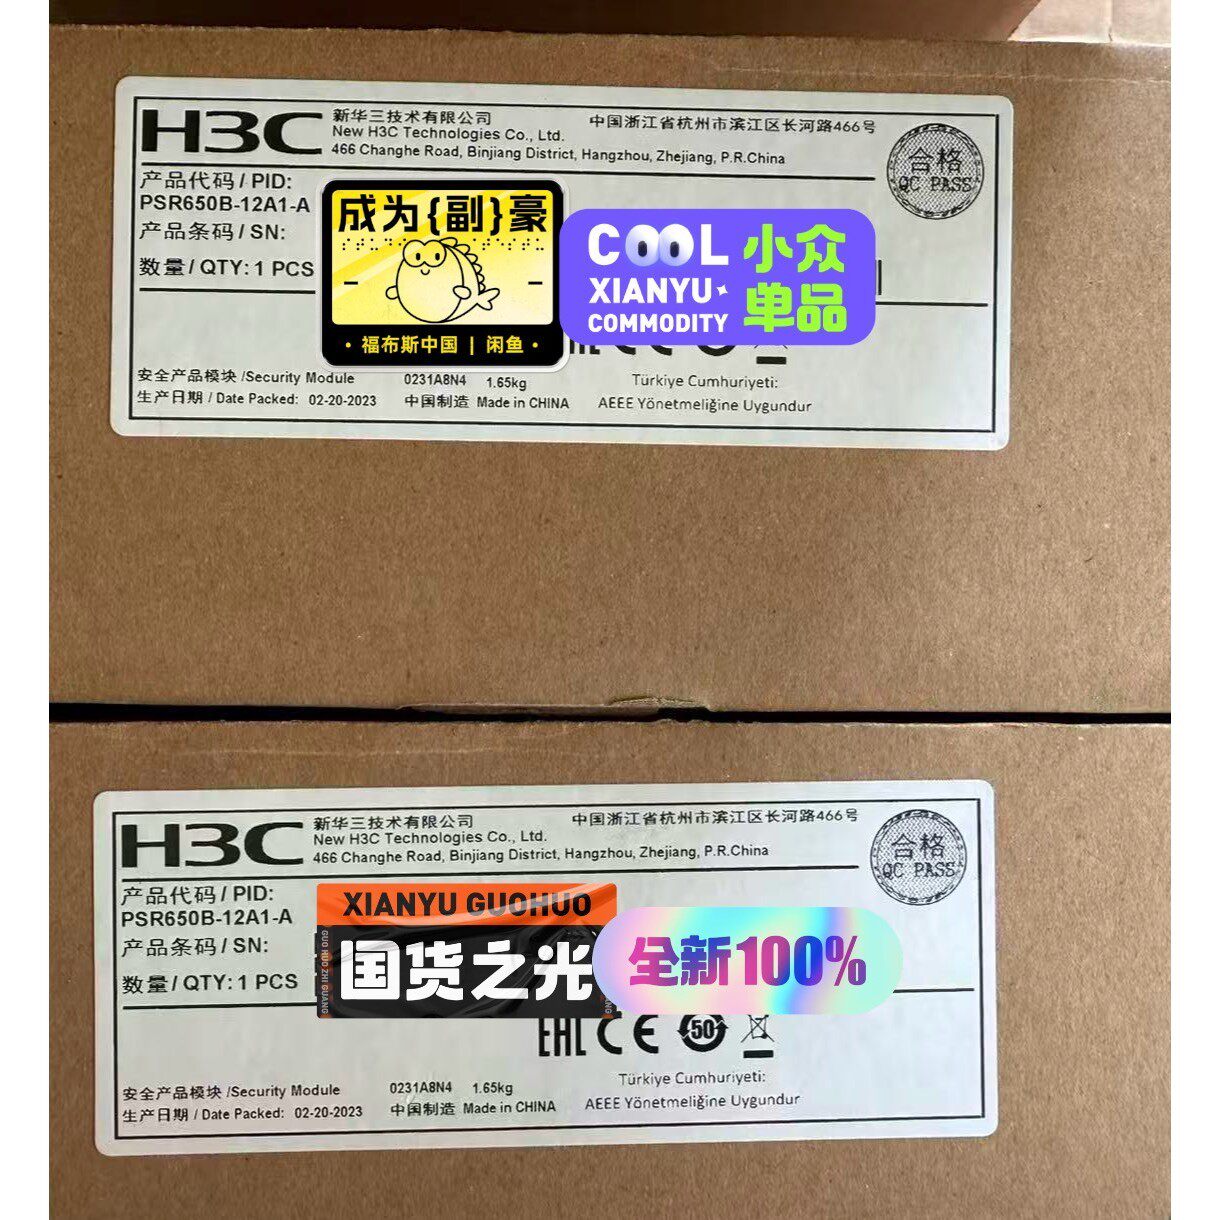 H3C
新华三技术有限公司
New H3C Technologies Co., Ltd.
中国浙江省杭州市滨江区长河路466号
466 Changhe Road, Binjiang District, Hangzhou, Zhejiang, P.R.China
合格
QC PASS
产品代码 / PID:
PSR650B-12A1-A
产品条码 / SN:
数量 / QTY: 1 PCS
成为{副}豪
· 福布斯中国 | 闲鱼 ·
COOL
XIANYU
COMMODITY
小众
单品
安全产品模块 /Security Module
0231A8N4 1.65kg
生产日期 / Date Packed: 02-20-2023
中国制造 Made in CHINA
Türkiye Cumhuriyeti:
AEEE Yönetmeliğine Uygundur
H3C
新华三技术有限公司
New H3C Technologies Co., Ltd.
中国浙江省杭州市滨江区长河路466号
466 Changhe Road, Binjiang District, Hangzhou, Zhejiang, P.R.China
合格
QC PASS
产品代码 / PID:
PSR650B-12A1-A
产品条码 / SN:
数量 / QTY: 1 PCS
XIANYU GUOHUO
GUO HUO ZHI GUANG
国货之光
全新100%
EAC CE 50
安全产品模块 /Security Module
0231A8N4 1.65kg
生产日期 / Date Packed: 02-20-2023
中国制造 Made in CHINA
Türkiye Cumhuriyeti:
AEEE Yönetmeliğine Uygundur